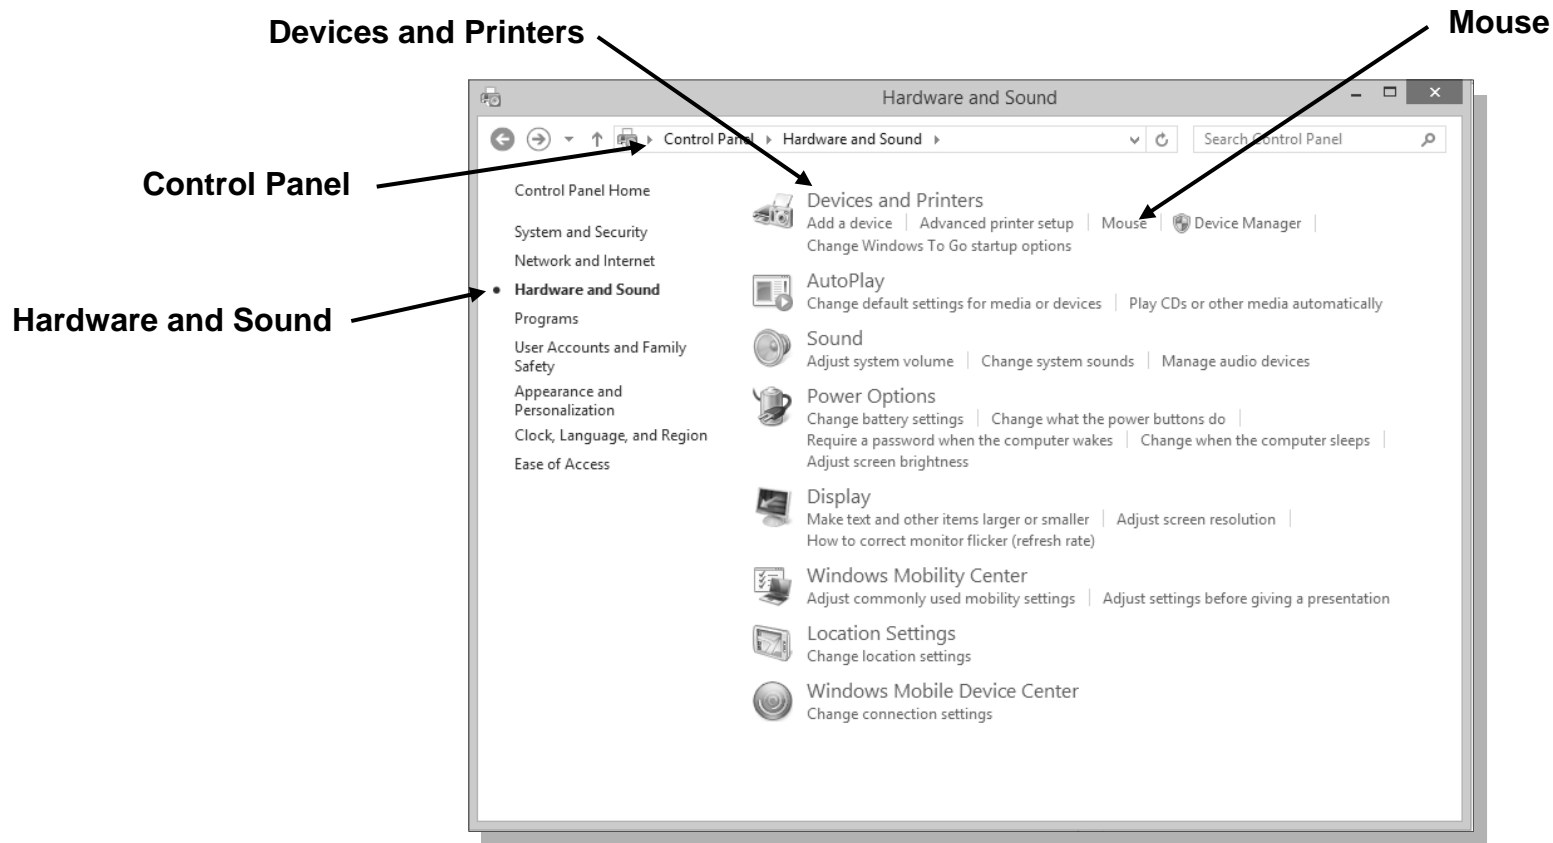 Devices and Printers
Mouse
Hardware and Sound
Control Panel Hardware and Sound
Search Control Panel
Control Panel
Hardware and Sound
Control Panel Home
System and Security
Network and Internet
Hardware and Sound
Programs
User Accounts and Family
Safety
Appearance and
Personalization
Clock, Language, and Region
Ease of Access
Devices and Printers
Add a device Advanced printer setup Mouse Device Manager
Change Windows To Go startup options
AutoPlay
Change default settings for media or devices Play CDs or other media automatically
Sound
Adjust system volume Change system sounds Manage audio devices
Power Options
Change battery settings Change what the power buttons do
Require a password when the computer wakes Change when the computer sleeps
Adjust screen brightness
Display
Make text and other items larger or smaller Adjust screen resolution
How to correct monitor flicker (refresh rate)
Windows Mobility Center
Adjust commonly used mobility settings Adjust settings before giving a presentation
Location Settings
Change location settings
Windows Mobile Device Center
Change connection settings